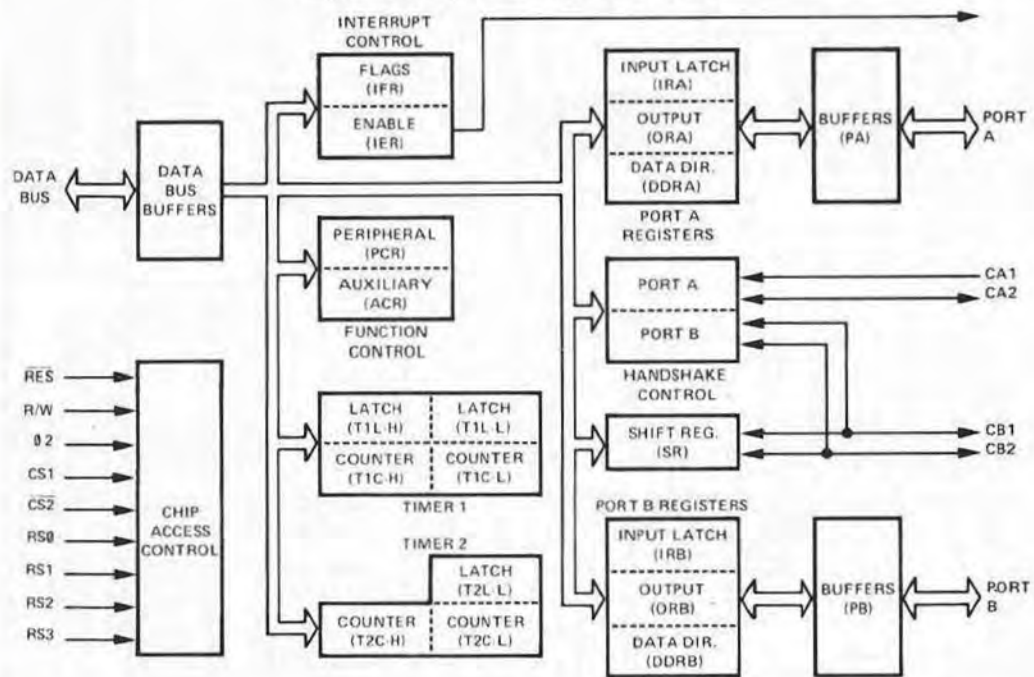 INTERRUPT
CONTROL
FLAGS
(IFR)
ENABLE
(IER)
DATA
BUS
DATA
BUS
BUFFERS
PERIPHERAL
(PCR)
AUXILIARY
(ACR)
FUNCTION
CONTROL
RES
R/W
Ø2
CS1
CS2
RSØ
RS1
RS2
RS3
CHIP
ACCESS
CONTROL
LATCH
(T1L-H)
LATCH
(T1L-L)
COUNTER
(T1C-H)
COUNTER
(T1C-L)
TIMER 1
TIMER 2
LATCH
(T2L-L)
COUNTER
(T2C-H)
COUNTER
(T2C-L)
INPUT LATCH
(IRA)
OUTPUT
(ORA)
DATA DIR.
(DDRA)
PORT A
REGISTERS
BUFFERS
(PA)
PORT
A
PORT A
PORT B
HANDSHAKE
CONTROL
CA1
CA2
SHIFT REG.
(SR)
CB1
CB2
PORT B REGISTERS
INPUT LATCH
(IRB)
OUTPUT
(ORB)
DATA DIR.
(DDRB)
BUFFERS
(PB)
PORT
B